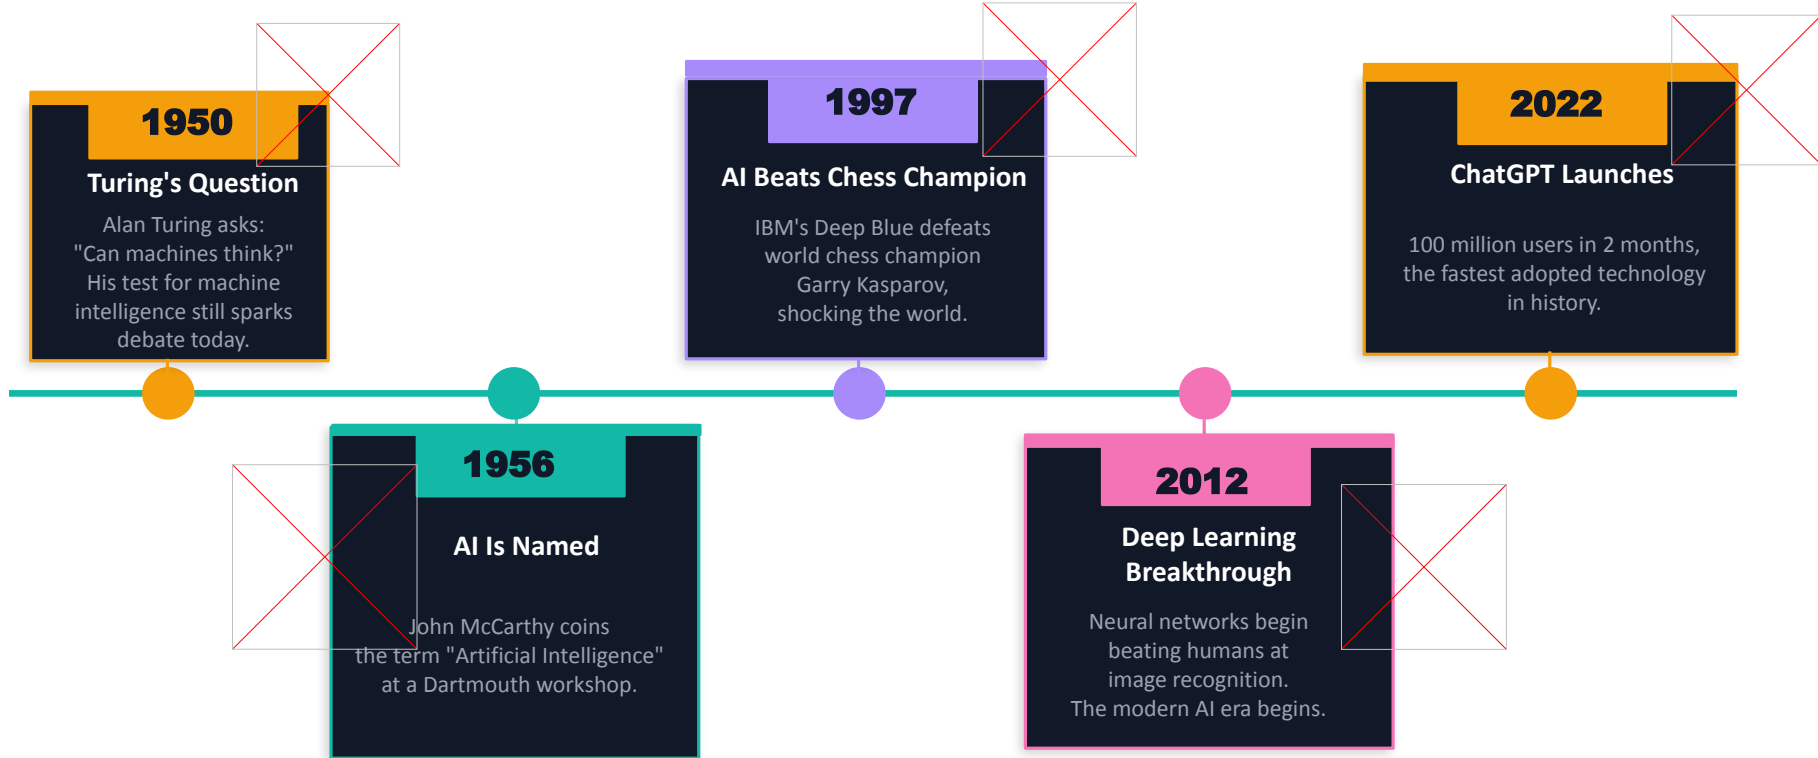 1950
Turing's Question
Alan Turing asks:
"Can machines think?"
His test for machine
intelligence still sparks
debate today.
1956
AI Is Named
John McCarthy coins
the term "Artificial Intelligence"
at a Dartmouth workshop.
1997
AI Beats Chess Champion
IBM's Deep Blue defeats
world chess champion
Garry Kasparov,
shocking the world.
2012
Deep Learning
Breakthrough
Neural networks begin
beating humans at
image recognition.
The modern AI era begins.
2022
ChatGPT Launches
100 million users in 2 months,
the fastest adopted technology
in history.